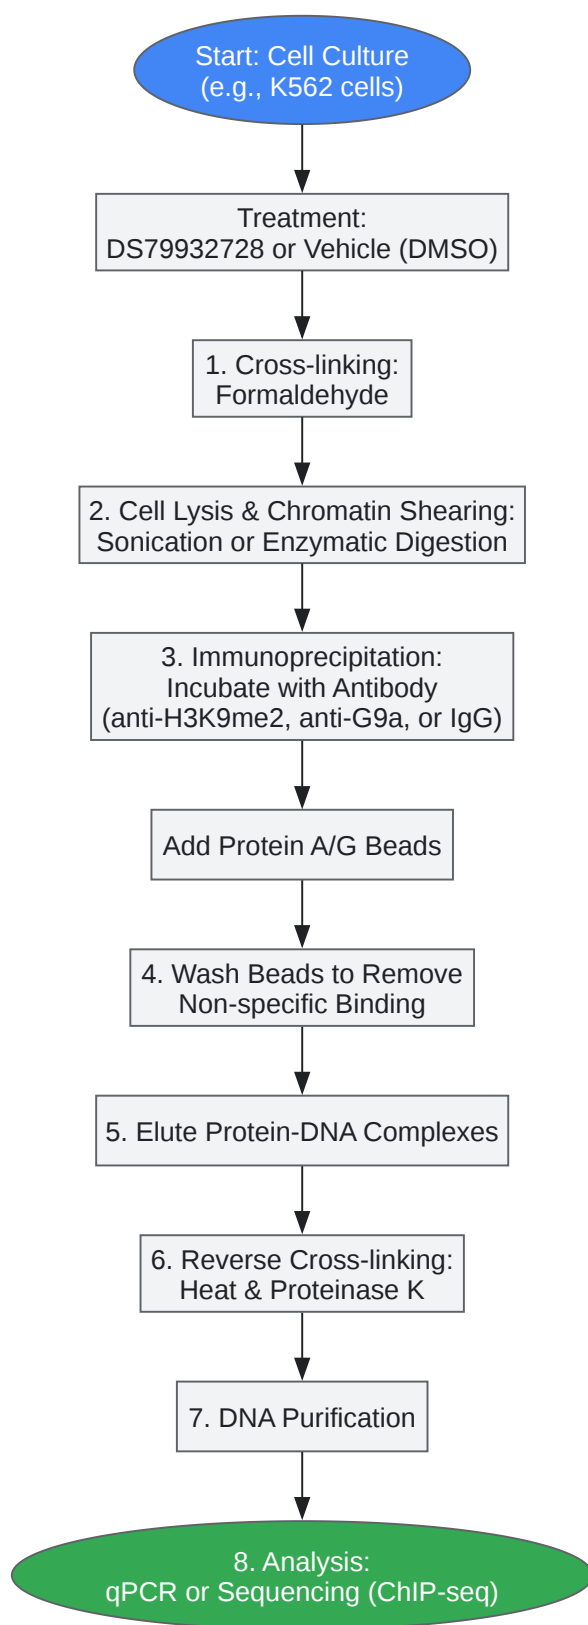 Start: Cell Culture
(e.g., K562 cells)
Treatment:
DS79932728 or Vehicle (DMSO)
1. Cross-linking:
Formaldehyde
2. Cell Lysis & Chromatin Shearing:
Sonication or Enzymatic Digestion
3. Immunoprecipitation:
Incubate with Antibody
(anti-H3K9me2, anti-G9a, or IgG)
Add Protein A/G Beads
4. Wash Beads to Remove
Non-specific Binding
5. Elute Protein-DNA Complexes
6. Reverse Cross-linking:
Heat & Proteinase K
7. DNA Purification
8. Analysis:
qPCR or Sequencing (ChIP-seq)